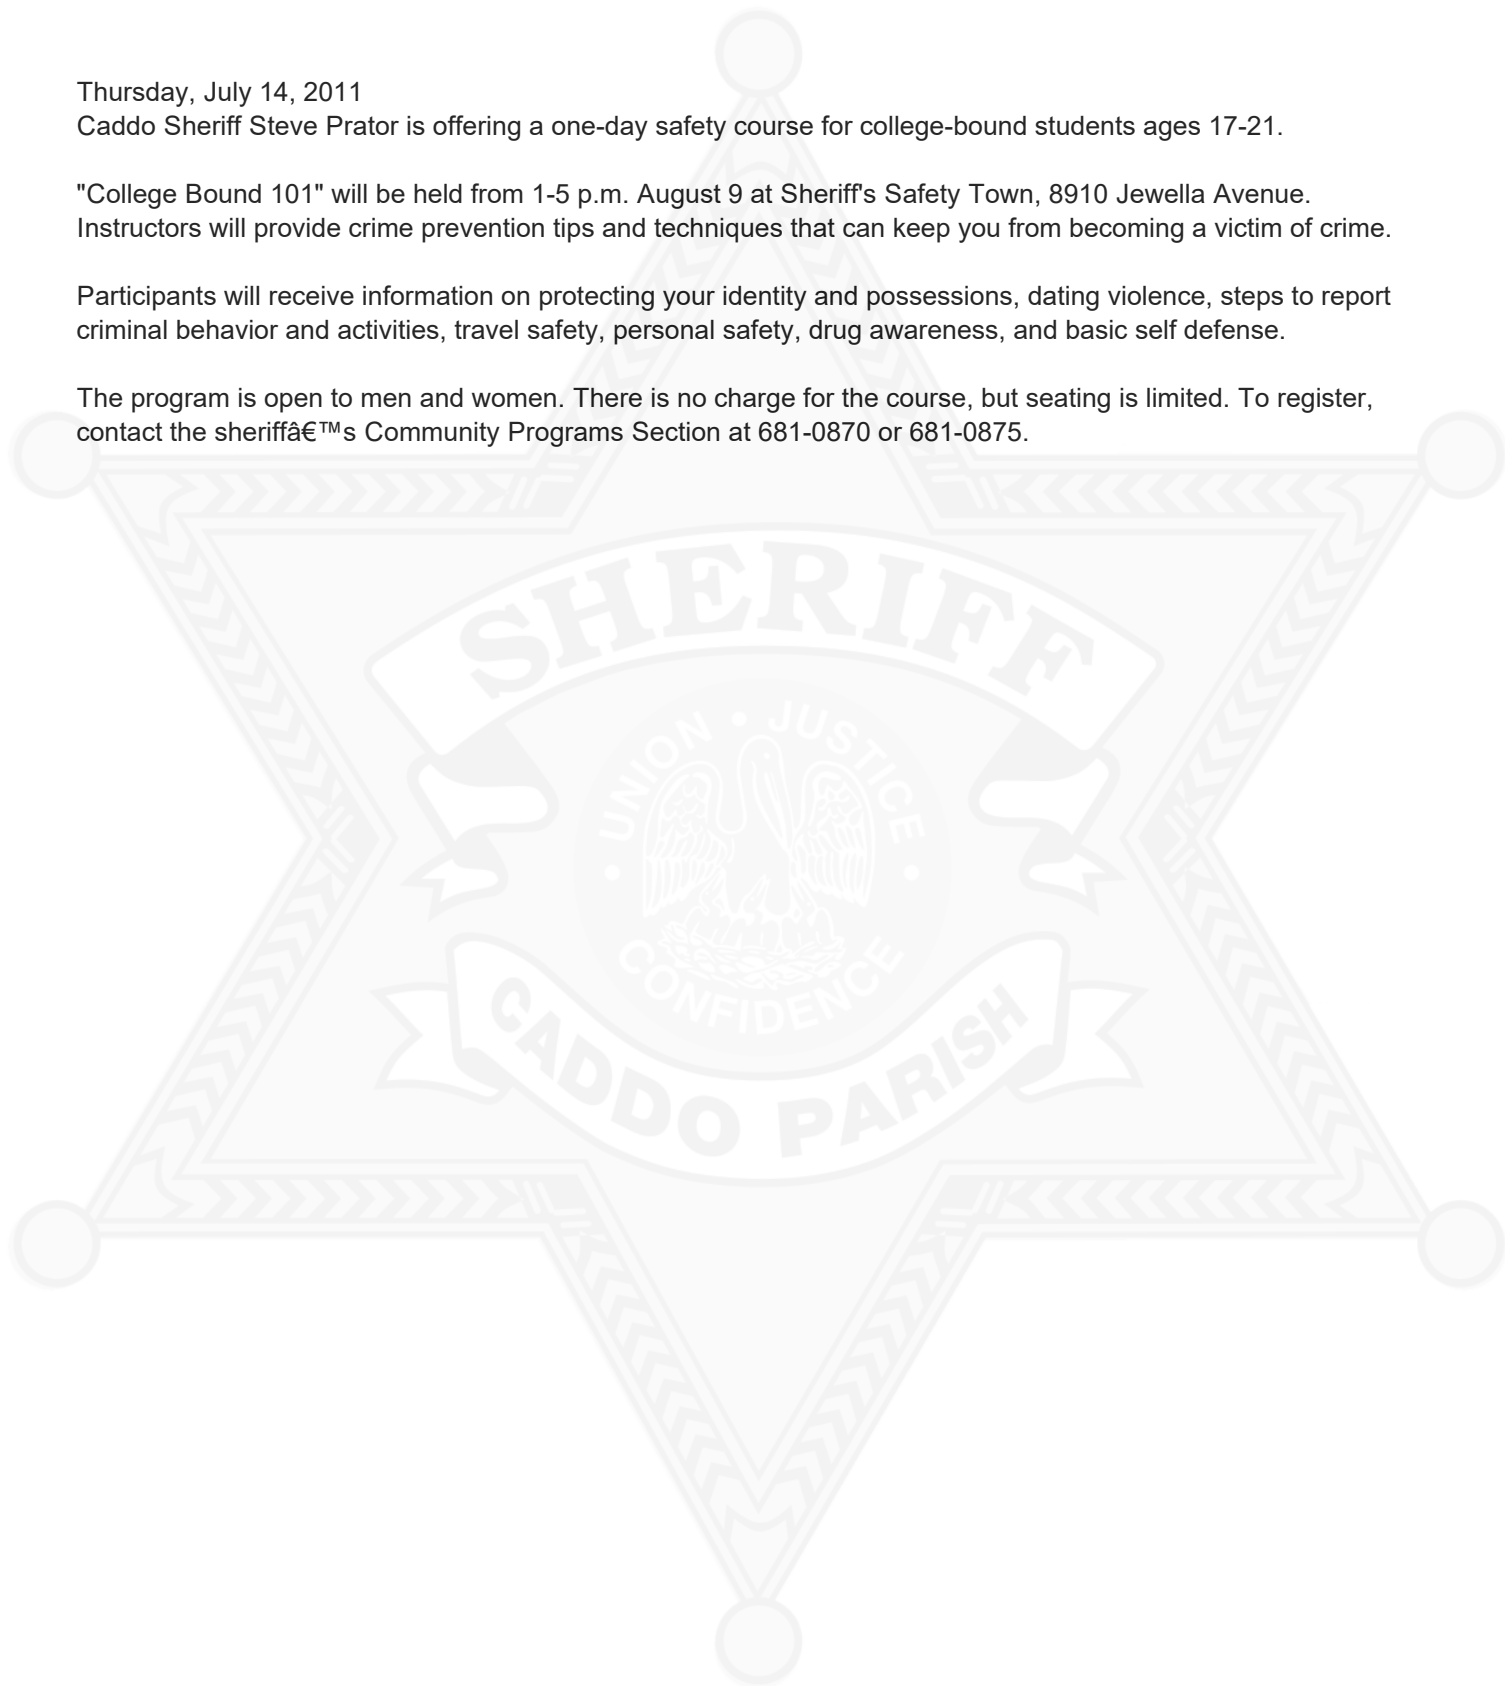 Thursday, July 14, 2011
Caddo Sheriff Steve Prator is offering a one-day safety course for college-bound students ages 17-21.
"College Bound 101" will be held from 1-5 p.m. August 9 at Sheriff's Safety Town, 8910 Jewella Avenue.
Instructors will provide crime prevention tips and techniques that can keep you from becoming a victim of crime.
Participants will receive information on protecting your identity and possessions, dating violence, steps to report
criminal behavior and activities, travel safety, personal safety, drug awareness, and basic self defense.
The program is open to men and women. There is no charge for the course, but seating is limited. To register,
contact the sheriffâ€™s Community Programs Section at 681-0870 or 681-0875.
SHERIFF
UNION • JUSTICE
• CONFIDENCE •
CADDO PARISH